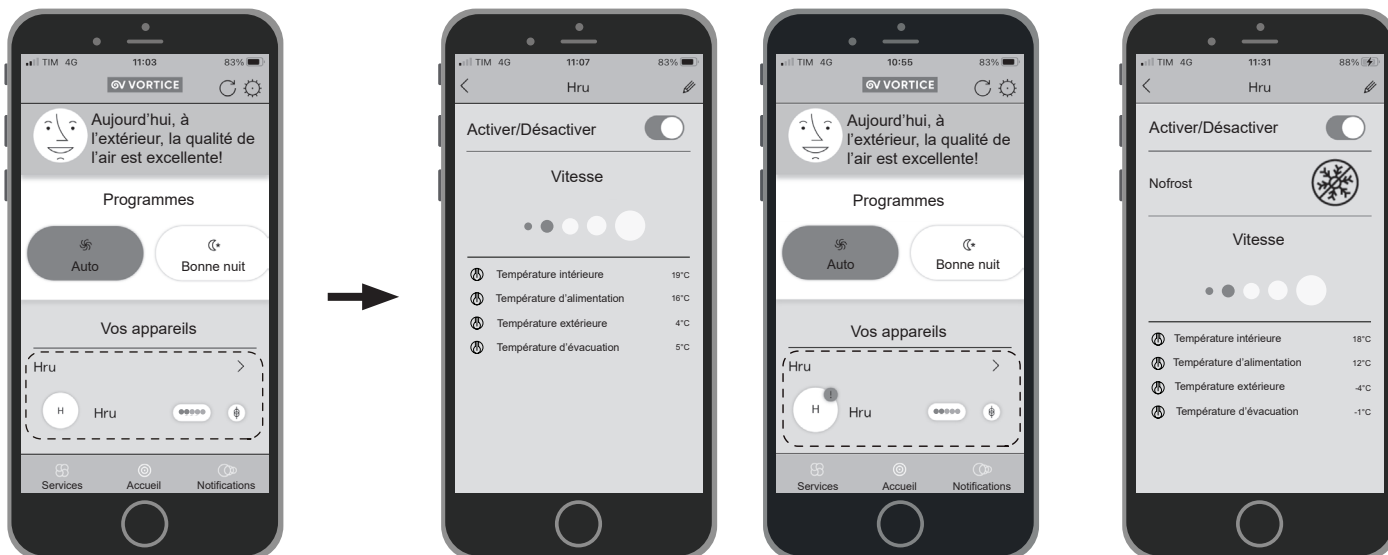 TIM 4G 11:03 83%
VORTICE
Aujourd'hui, à
l'extérieur, la qualité de
l'air est excellente!
Programmes
Auto Bonne nuit
Vos appareils
Hru
H Hru
Services Accueil Notifications
TIM 4G 11:07 83%
Hru
Activer/Désactiver
Vitesse
Température intérieure 19°C
Température d'alimentation 16°C
Température extérieure 4°C
Température d'évacuation 5°C
TIM 4G 10:55 83%
VORTICE
Aujourd'hui, à
l'extérieur, la qualité de
l'air est excellente!
Programmes
Auto Bonne nuit
Vos appareils
Hru
H ! Hru
Services Accueil Notifications
TIM 4G 11:31 88%
Hru
Activer/Désactiver
Nofrost
Vitesse
Température intérieure 18°C
Température d'alimentation 12°C
Température extérieure -4°C
Température d'évacuation -1°C